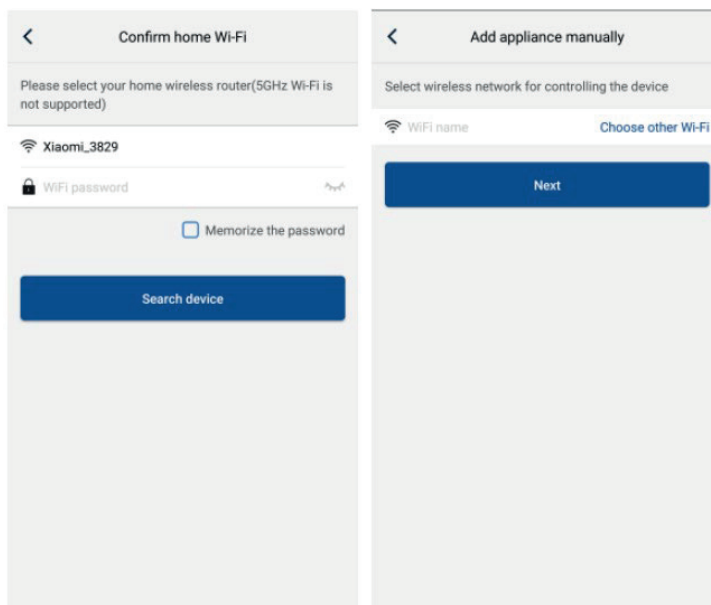 Confirm home Wi-Fi
Please select your home wireless router(5GHz Wi-Fi is
not supported)
Xiaomi_3829
WiFi password
Memorize the password
Search device
Add appliance manually
Select wireless network for controlling the device
WiFi name
Choose other Wi-Fi
Next